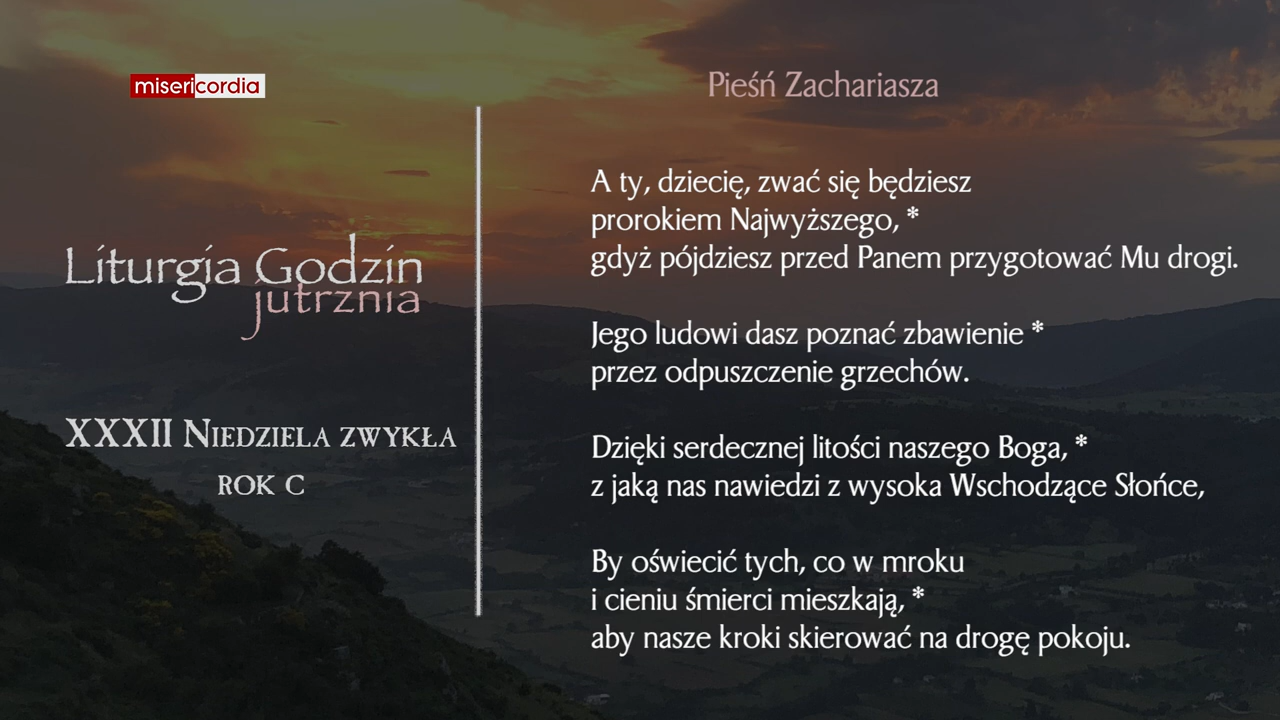 misericordia
Liturgia Godzin
jutrznia
XXXII Niedziela zwykła
rok C
Pieśń Zachariasza
A ty, dziecię, zwać się będziesz
prorokiem Najwyższego, *
gdyż pójdziesz przed Panem przygotować Mu drogi.
Jego ludowi dasz poznać zbawienie *
przez odpuszczenie grzechów.
Dzięki serdecznej litości naszego Boga, *
z jaką nas nawiedzi z wysoka Wschodzące Słońce,
By oświecić tych, co w mroku
i cieniu śmierci mieszkają, *
aby nasze kroki skierować na drogę pokoju.